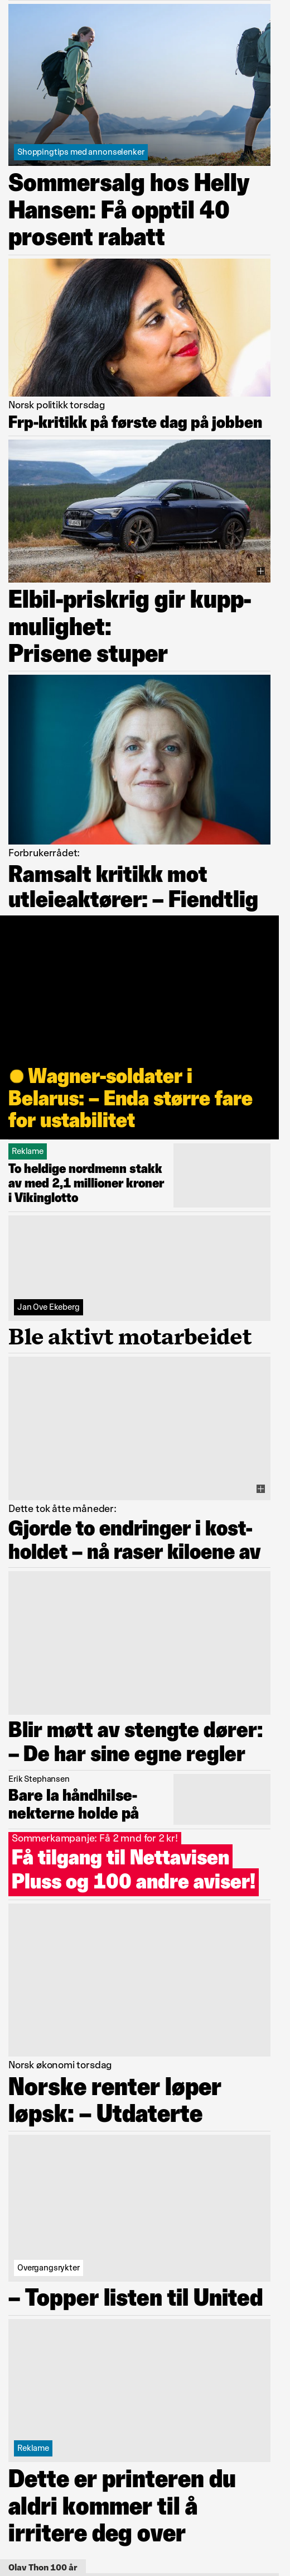 Shoppingtips med annonselenker
Sommersalg hos Helly
Hansen: Få opptil 40
prosent rabatt
Norsk politikk torsdag
Frp-kritikk på første dag på jobben
Elbil-priskrig gir kupp-
mulighet:
Prisene stuper
Forbrukerrådet:
Ramsalt kritikk mot
utleieaktører: – Fiendtlig
Wagner-soldater i
Belarus: – Enda større fare
for ustabilitet
Reklame
To heldige nordmenn stakk
av med 2,1 millioner kroner
i Vikinglotto
Jan Ove Ekeberg
Ble aktivt motarbeidet
Dette tok åtte måneder:
Gjorde to endringer i kost-
holdet – nå raser kiloene av
Blir møtt av stengte dører:
– De har sine egne regler
Erik Stephansen
Bare la håndhilse-
nekterne holde på
Sommerkampanje: Få 2 mnd for 2 kr!
Få tilgang til Nettavisen
Pluss og 100 andre aviser!
Norsk økonomi torsdag
Norske renter løper
løpsk: – Utdaterte
Overgangsrykter
– Topper listen til United
Reklame
Dette er printeren du
aldri kommer til å
irritere deg over
Olav Thon 100 år